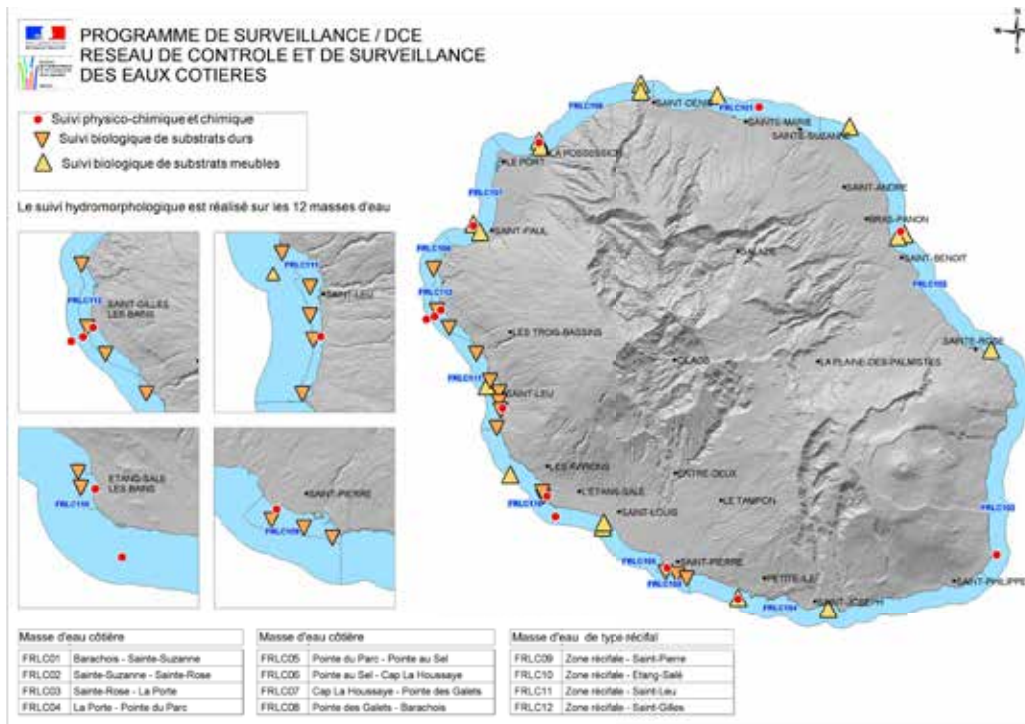 PROGRAMME DE SURVEILLANCE / DCE
RESEAU DE CONTROLE ET DE SURVEILLANCE
DES EAUX COTIERES
N
S
Suivi physico-chimique et chimique
Suivi biologique de substrats durs
Suivi biologique de substrats meubles
Le suivi hydromorphologique est réalisé sur les 12 masses d'eau
SAINT-DENIS
SAINTE-MARIE
SAINTE-SUZANNE
LA POSSESSION
LE PORT
SAINT-ANDRE
SAINT-PAUL
BRAS-PANON
SALAZIE
SAINT-BENOIT
LES TROIS-BASSINS
SAINTE-ROSE
CILAOS
LA PLAINE-DES-PALMISTES
SAINT-LEU
LES AVIRONS
ENTRE-DEUX
L'ETANG-SALE
LE TAMPON
SAINT-LOUIS
SAINT-PIERRE
PETITE-ILE
SAINT-JOSEPH
SAINT-PHILIPPE
SAINT-GILLES
LES BAINS
FRLC111
SAINT-LEU
ETANG-SALE
LES BAINS
SAINT-PIERRE
Masse d'eau côtière
FRLC01 Barachois - Sainte-Suzanne
FRLC02 Sainte-Suzanne - Sainte-Rose
FRLC03 Sainte-Rose - La Porte
FRLC04 La Porte - Pointe du Parc
Masse d'eau côtière
FRLC05 Pointe du Parc - Pointe au Sel
FRLC06 Pointe au Sel - Cap La Houssaye
FRLC07 Cap La Houssaye - Pointe des Galets
FRLC08 Pointe des Galets - Barachois
Masse d'eau de type récifal
FRLC09 Zone récifale - Saint-Pierre
FRLC10 Zone récifale - Etang-Salé
FRLC11 Zone récifale - Saint-Leu
FRLC12 Zone récifale - Saint-Gilles